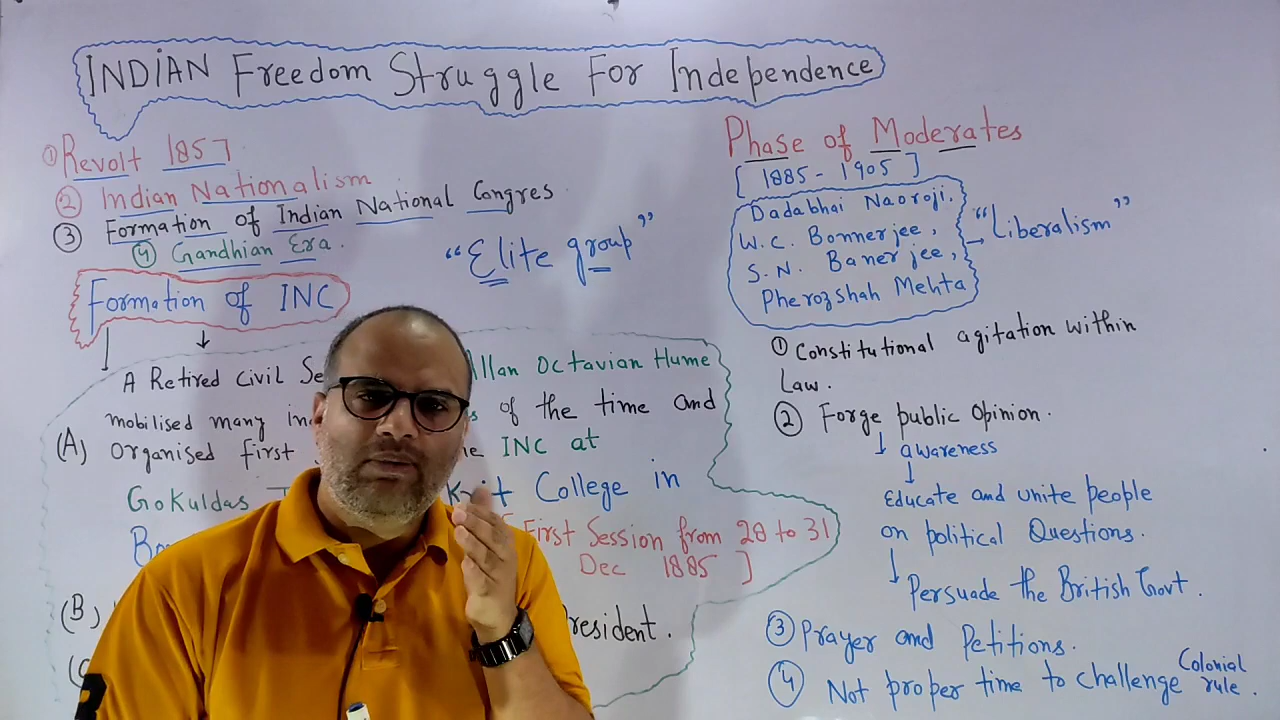 INDIAN Freedom Struggle For Independence
① Revolt 1857
② Indian Nationalism
③ Formation of Indian National Congres
④ Gandhian Era.
"Elite group"
Formation of INC
A Retired Civil Allan Octavian Hume
mobilised many of the time and
(A) organised first INC at
Gokuldas College in
[First Session from 28 to 31
Dec 1885]
(B)
Phase of Moderates
[1885 - 1905]
Dadabhai Naoroji.
W.C. Bonnerjee,
S.N. Banerjee,
Pherozshah Mehta
→ "Liberalism"
① Constitutional agitation within
Law.
② Forge public Opinion.
↓ awareness
↓
Educate and unite people
on political Questions.
↓ Persuade the British Govt.
③ Prayer and Petitions.
④ Not proper time to challenge Colonial
rule.